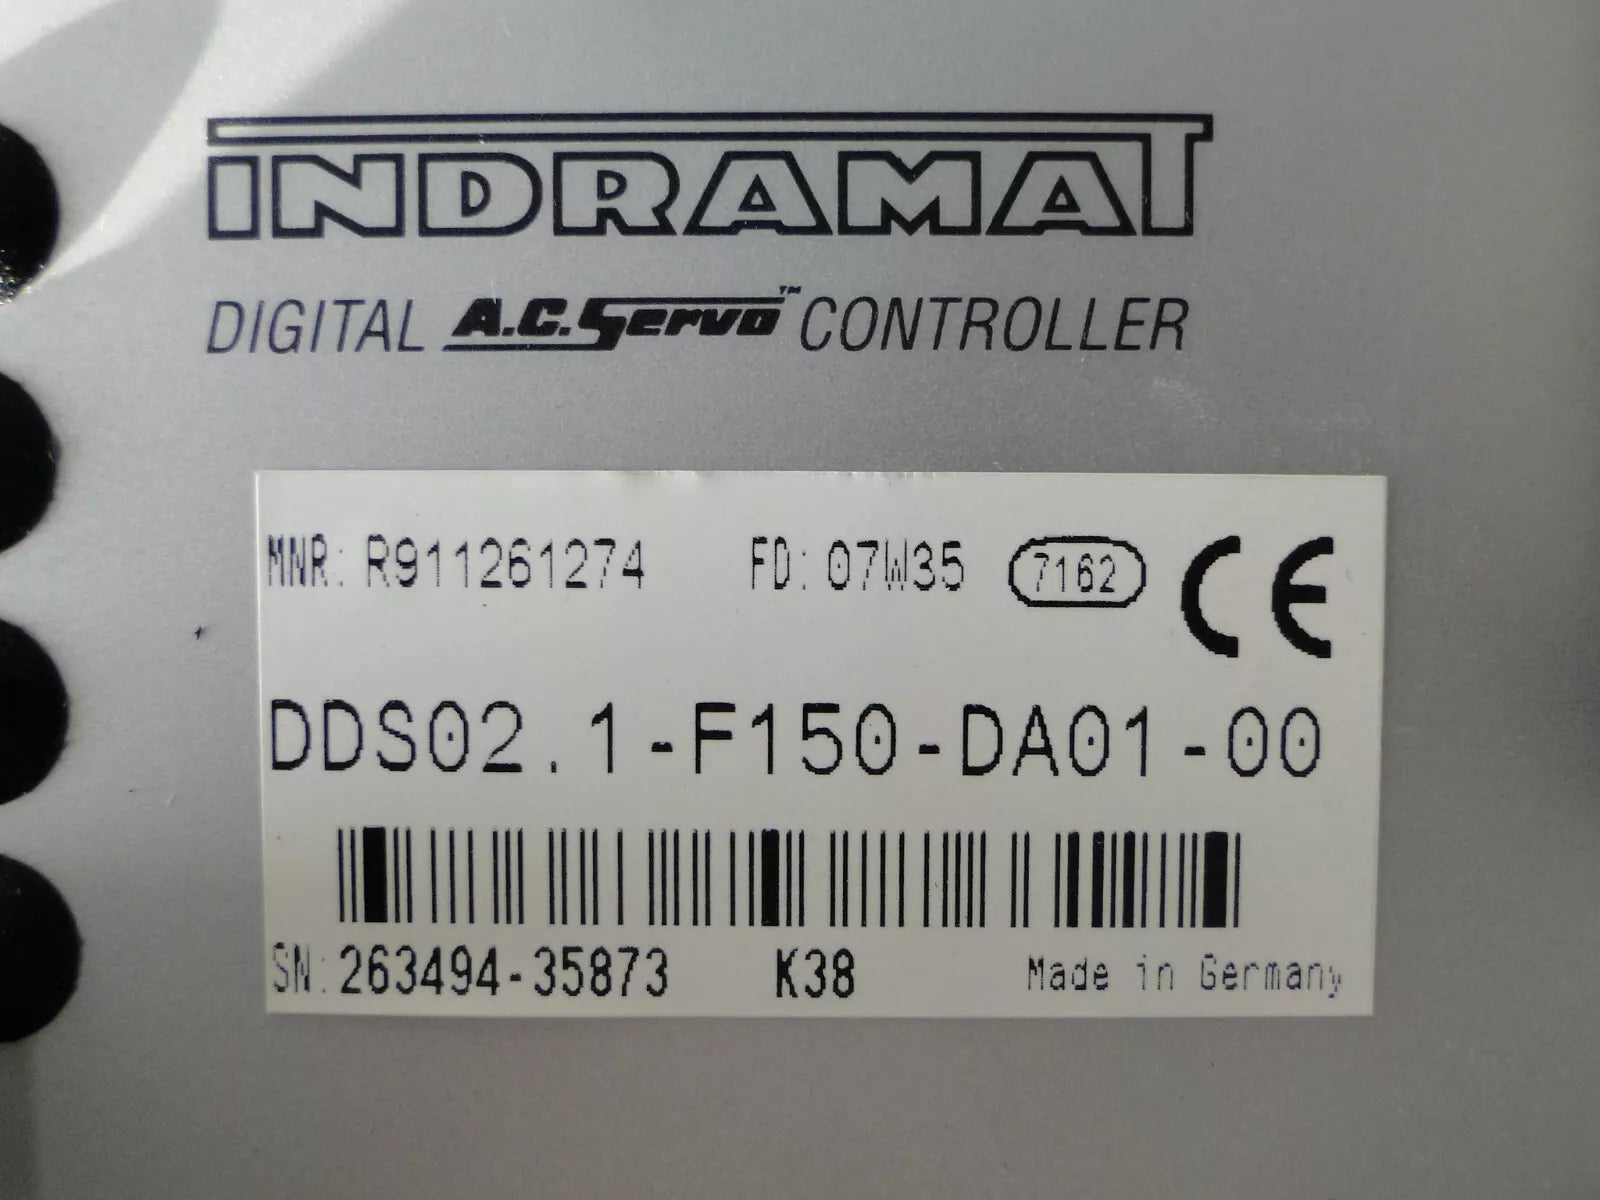 INDRAMAT
DIGITAL A.C. Servo™ CONTROLLER
MNR: R911261274 FD: 07W35 7162 CE
DDS02.1-F150-DA01-00
SN: 263494-35873 K38 Made in Germany